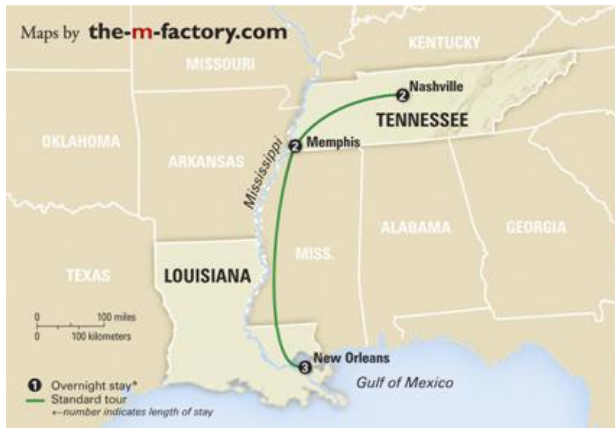 Maps by the-m-factory.com
KENTUCKY
MISSOURI
2 Nashville
TENNESSEE
OKLAHOMA
ARKANSAS
Mississippi
2 Memphis
MISS.
ALABAMA
GEORGIA
TEXAS
LOUISIANA
0 100 miles
0 100 kilometers
3 New Orleans
Gulf of Mexico
1 Overnight stay*
Standard tour
←number indicates length of stay